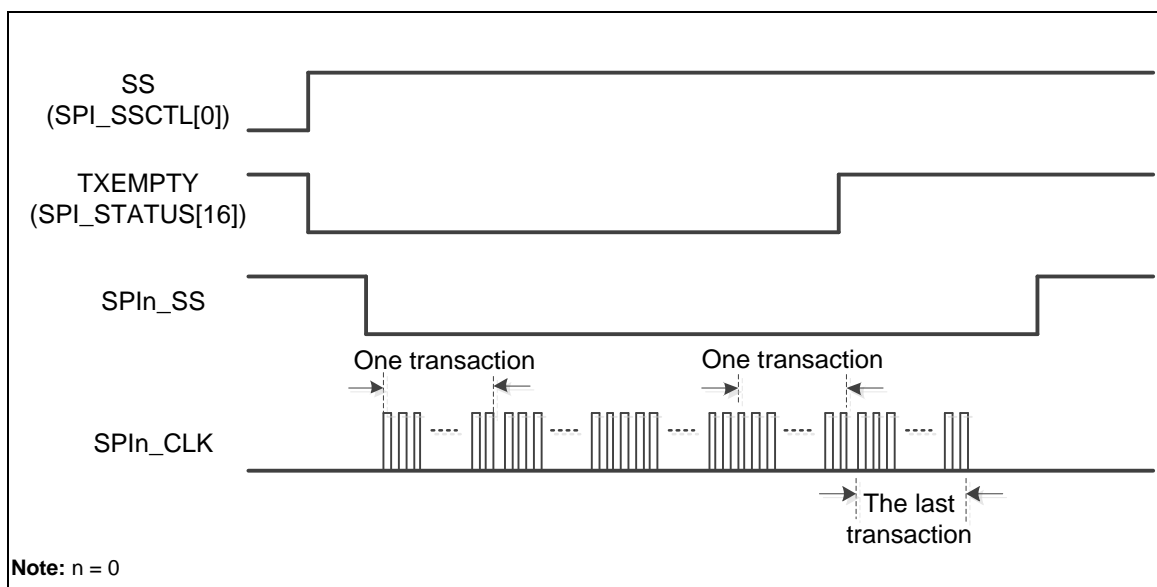 SS
(SPI_SSCTL[0])
TXEMPTY
(SPI_STATUS[16])
SPIn_SS
One transaction
One transaction
SPIn_CLK
The last
transaction
Note: n = 0